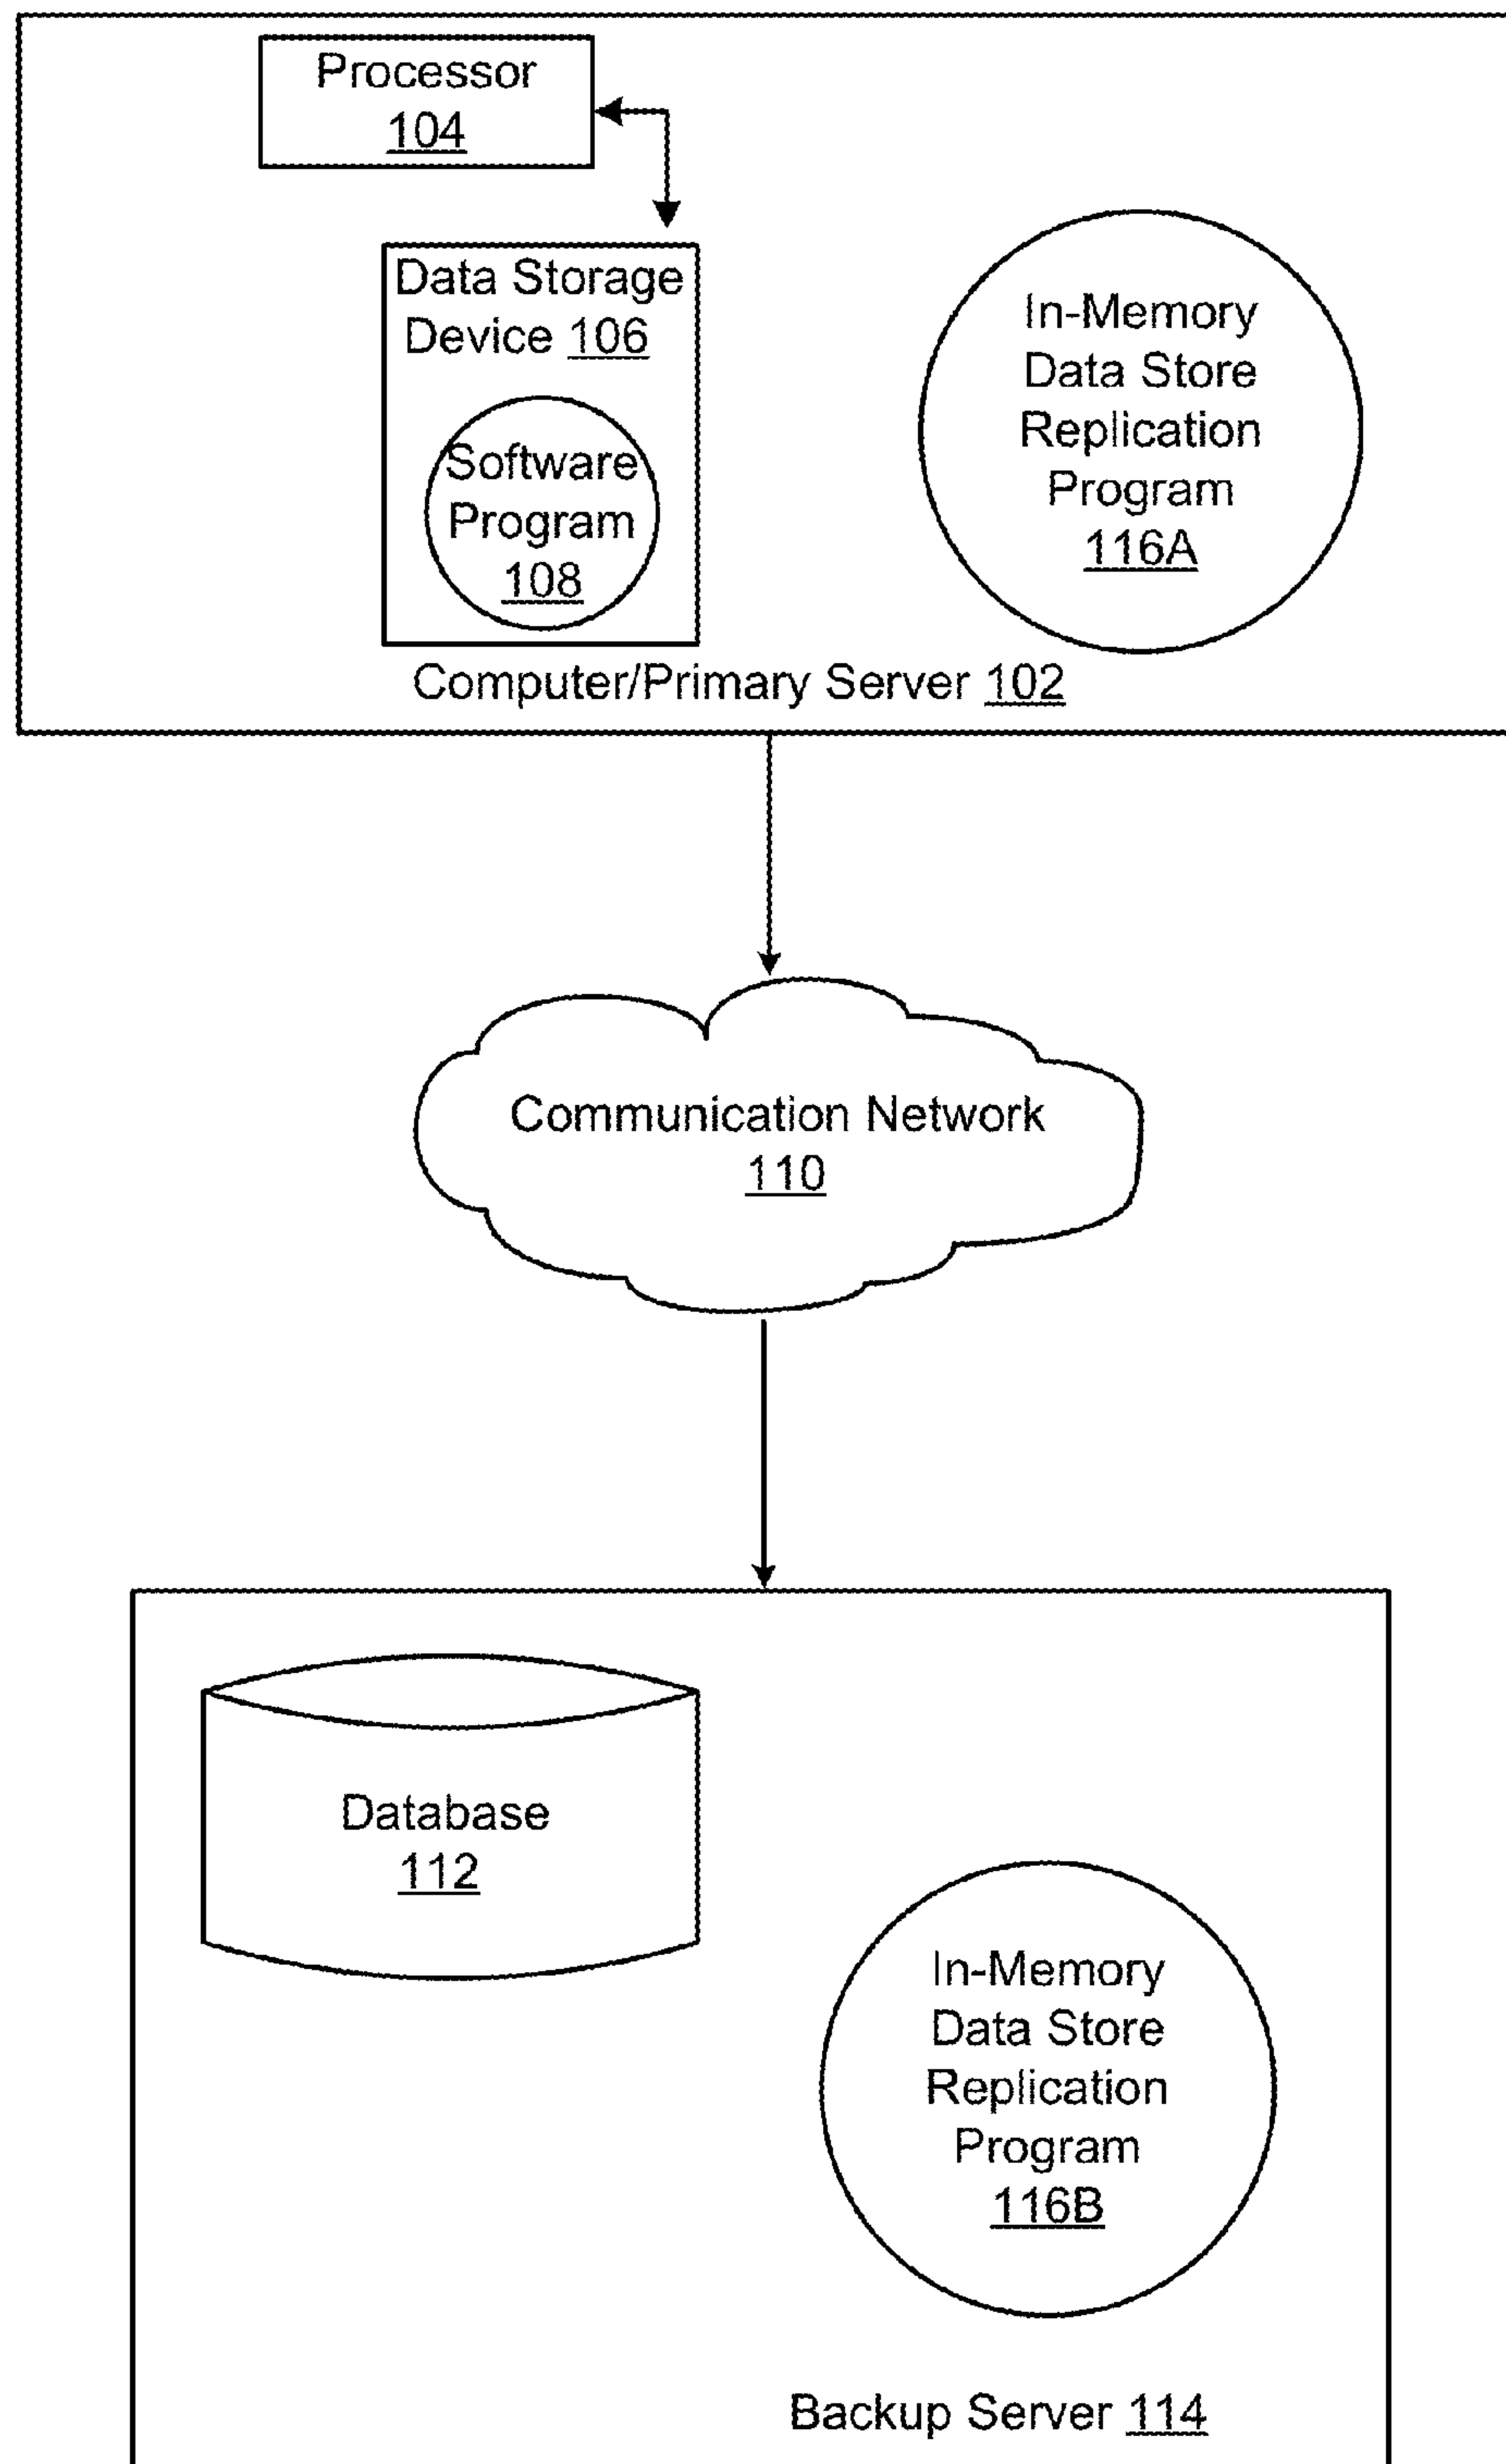 Processor
104
Data Storage
Device 106
Software
Program
108
In-Memory
Data Store
Replication
Program
116A
Computer/Primary Server 102
Communication Network
110
Database
112
In-Memory
Data Store
Replication
Program
116B
Backup Server 114